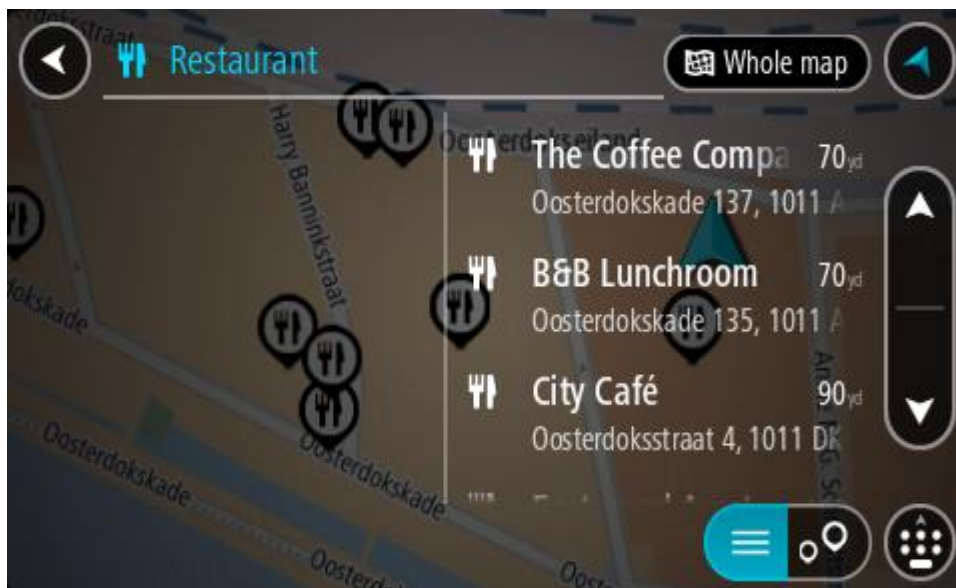 Restaurant
Whole map
Harry Banninkstraat
Oosterdokseiland
The Coffee Compa 70yd
Oosterdokskade 137, 1011 A
B&B Lunchroom 70yd
Oosterdokskade 135, 1011 A
City Café 90yd
Oosterdoksstraat 4, 1011 DK
Oosterdokskade
Oosterdokskade